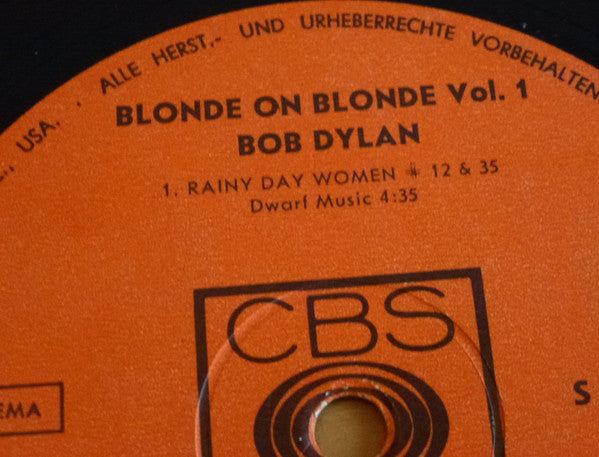 USA. . ALLE HERST.- UND URHEBERRECHTE VORBEHALTEN
BLONDE ON BLONDE Vol. 1
BOB DYLAN
1. RAINY DAY WOMEN # 12 & 35
Dwarf Music 4:35
CBS
EMA
S